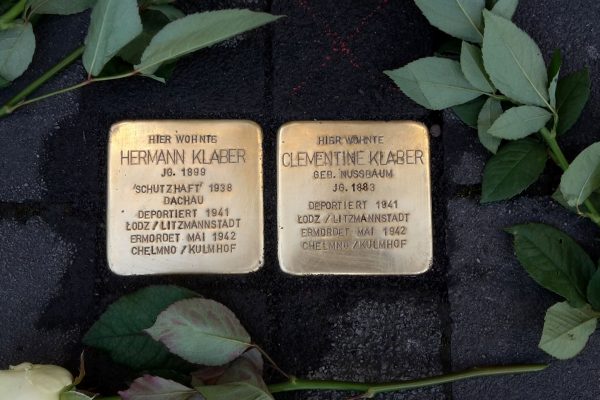 HIER WOHNTE
HERMANN KLABER
JG. 1899
'SCHUTZHAFT' 1938
DACHAU
DEPORTIERT 1941
ŁODZ / LITZMANNSTADT
ERMORDET MAI 1942
CHELMNO / KULMHOF
HIER WOHNTE
CLEMENTINE KLABER
GEB. NUSSBAUM
JG. 1883
DEPORTIERT 1941
ŁODZ / LITZMANNSTADT
ERMORDET MAI 1942
CHELMNO / KULMHOF